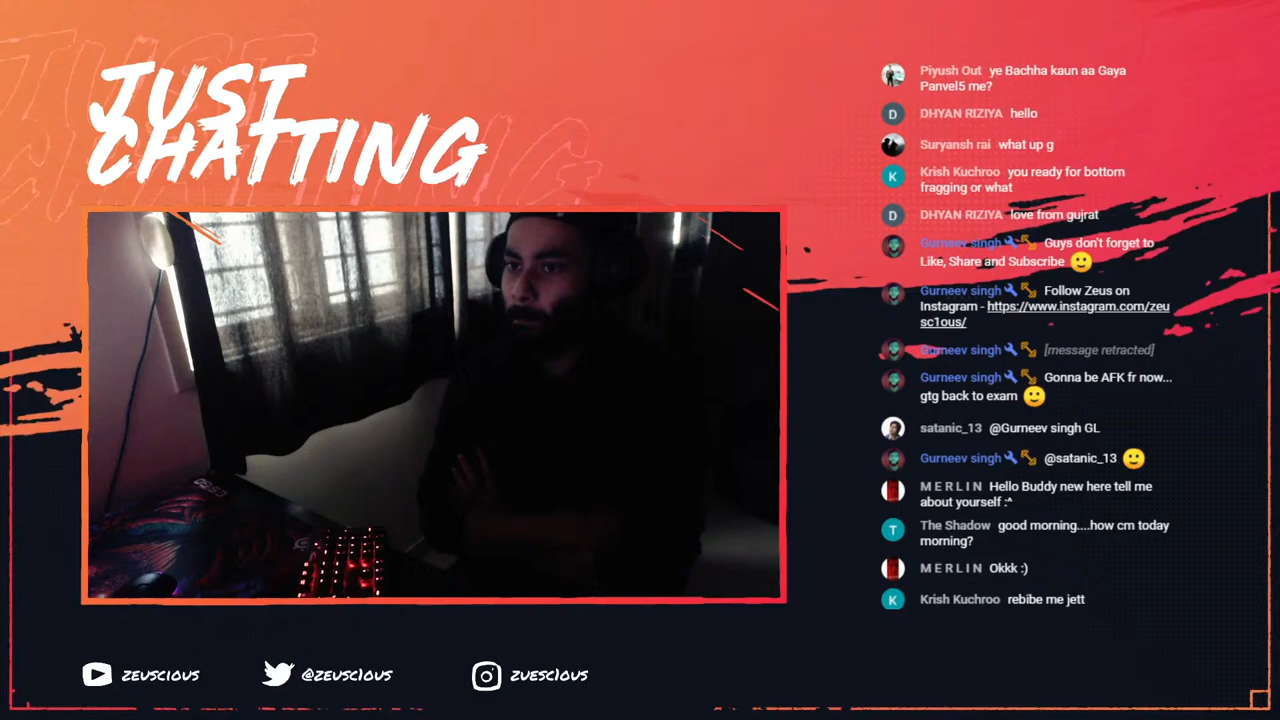 JUST
CHATTING
Piyush Out ye Bachha kaun aa Gaya
Panvel5 me?
D DHYAN RIZIYA hello
Suryansh rai what up g
K Krish Kuchroo you ready for bottom
fragging or what
D DHYAN RIZIYA love from gujrat
Gurneev singh Guys don't forget to
Like, Share and Subscribe 🙂
Gurneev singh Follow Zeus on
Instagram - https://www.instagram.com/zeu
sc1ous/
Gurneev singh [message retracted]
Gurneev singh Gonna be AFK fr now...
gtg back to exam 🙂
satanic_13 @Gurneev singh GL
Gurneev singh @satanic_13 🙂
M E R L I N Hello Buddy new here tell me
about yourself :^
T The Shadow good morning....how cm today
morning?
M E R L I N Okkk :)
K Krish Kuchroo rebibe me jett
ZEUSC1OUS @ZEUSC1OUS ZUESC1OUS